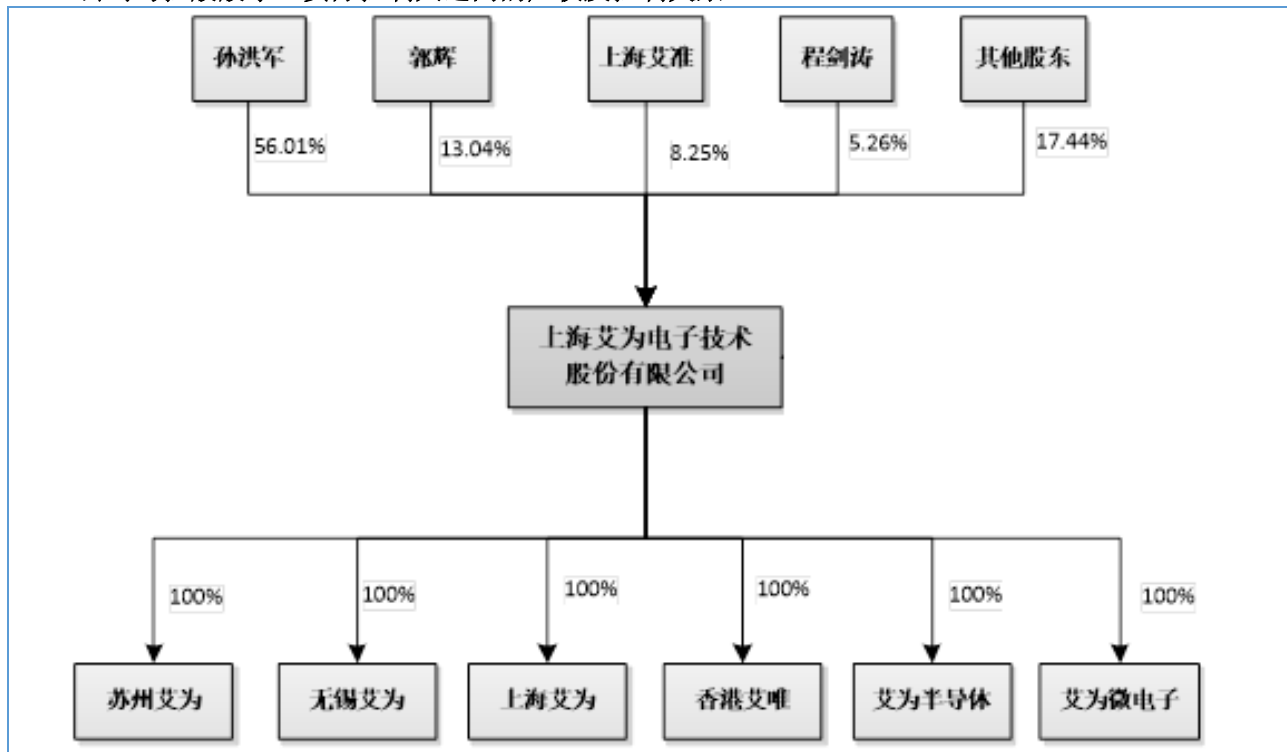 孙洪军
郭辉
上海艾准
程剑涛
其他股东
56.01%
13.04%
8.25%
5.26%
17.44%
上海艾为电子技术
股份有限公司
100%
100%
100%
100%
100%
100%
苏州艾为
无锡艾为
上海艾为
香港艾唯
艾为半导体
艾为微电子